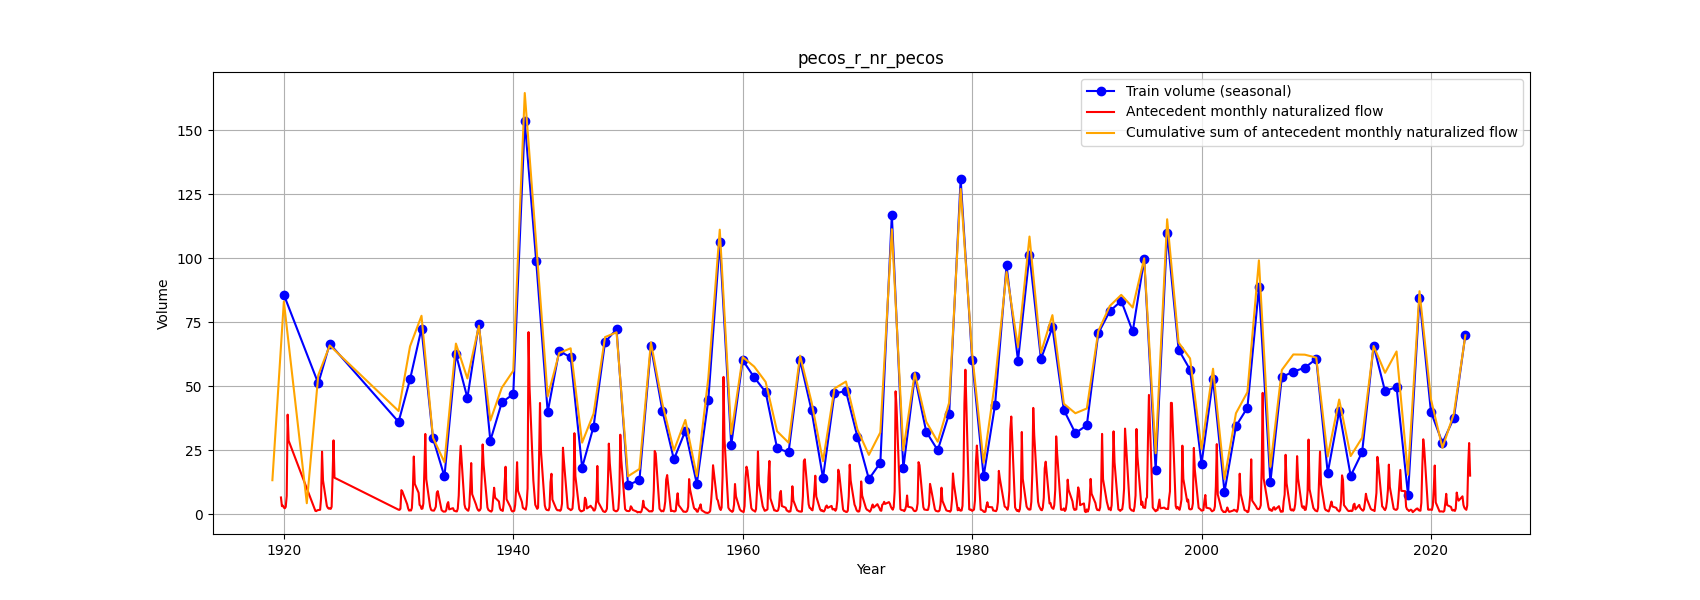 pecos_r_nr_pecos
Train volume (seasonal)
Antecedent monthly naturalized flow
Cumulative sum of antecedent monthly naturalized flow
Volume
150
125
100
75
50
25
0
1920 1940 1960 1980 2000 2020
Year